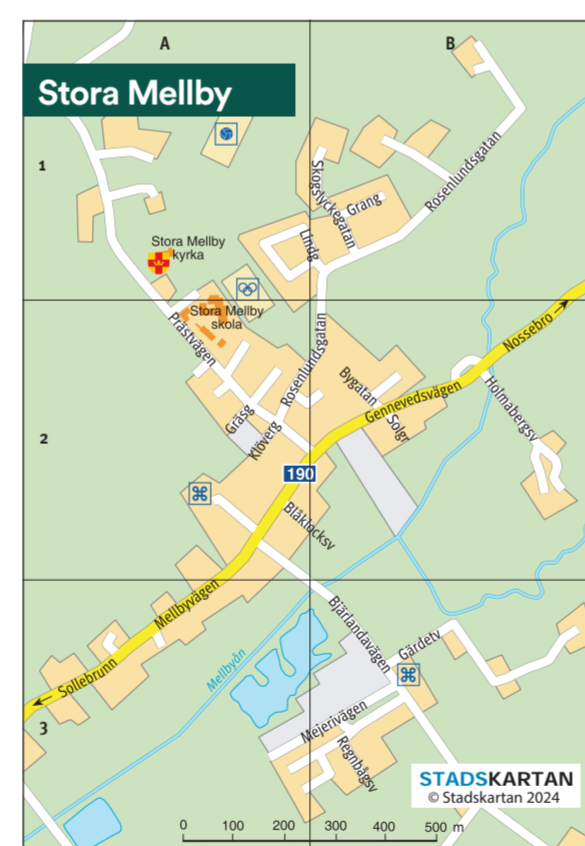 A
B
Stora Mellby
1
Skogslyckegatan
Grang
Rosenlundsgatan
Lindg
Stora Mellby
kyrka
Stora Mellby
skola
Prästvägen
Rosenlundsgatan
Nossebro
Bygatan
Gennevedsvägen
Solgr
Holmabergsv
Gräsg
Klöverg
2
190
Blåklocksv
Mellbyvägen
Bjärlandavägen
Gärdetv
Sollebrunn
Mellbyån
3
Mejerivägen
Regnbågsv
STADSKARTAN
© Stadskartan 2024
0 100 200 300 400 500 m